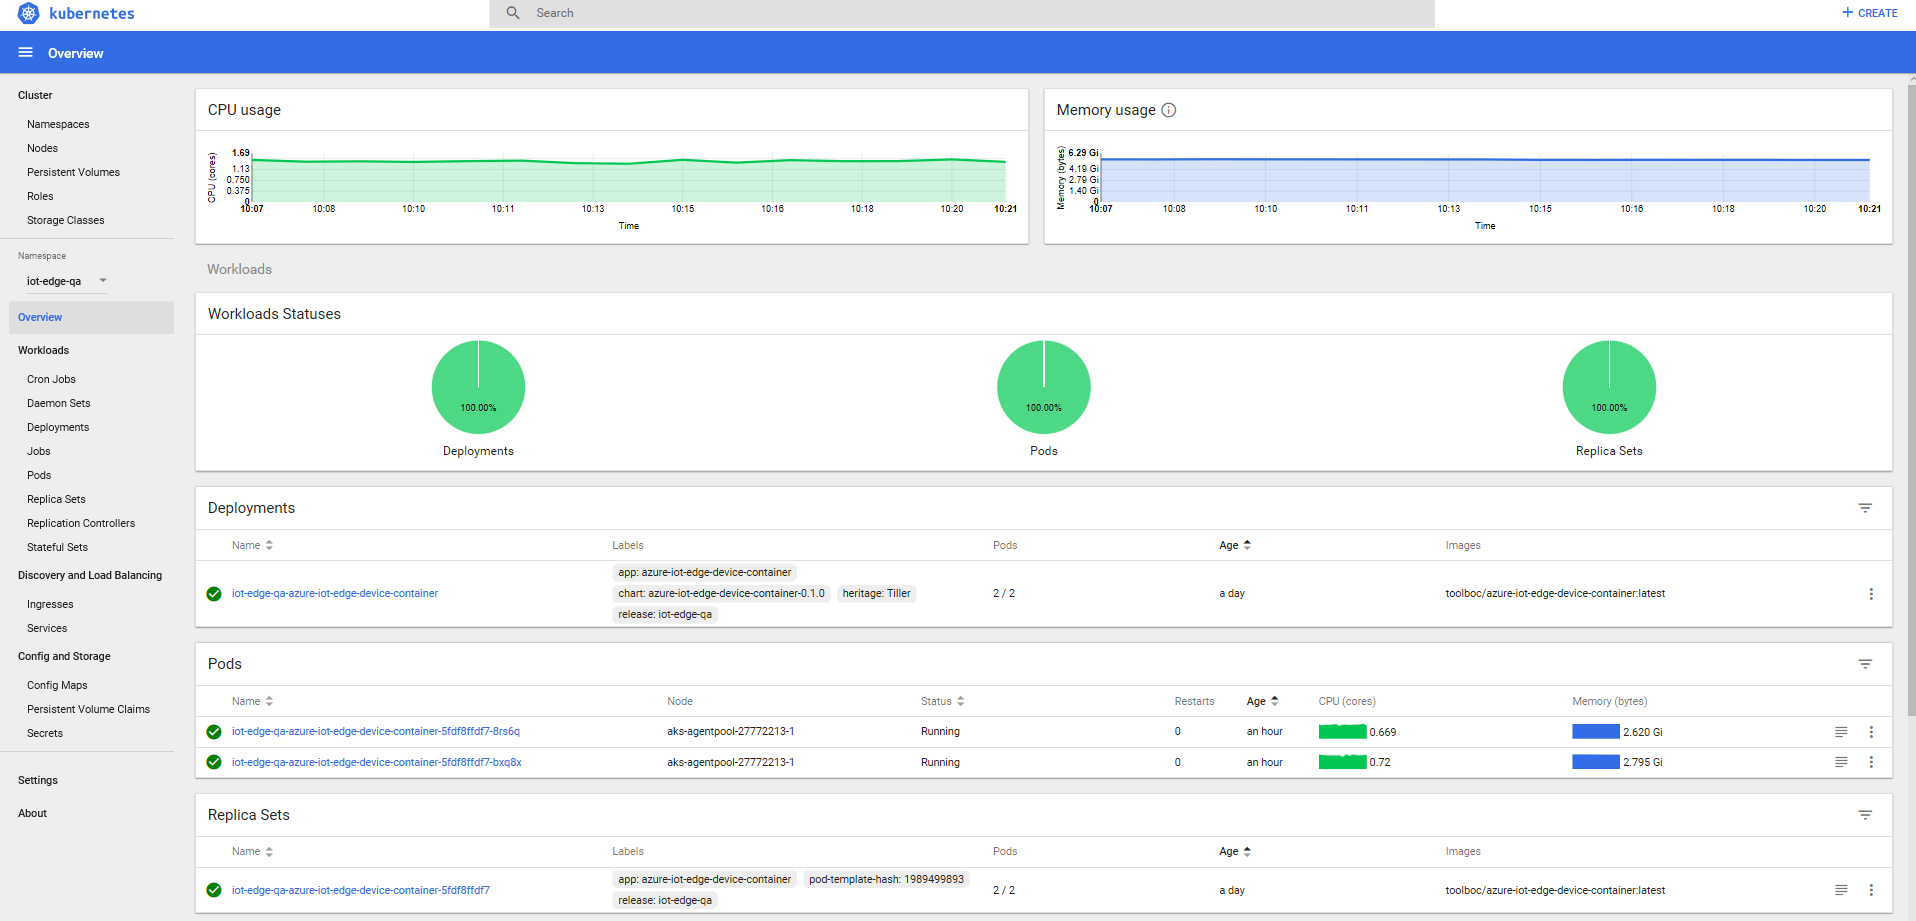 kubernetes
Search
CREATE
Overview
Cluster
Namespaces
Nodes
Persistent Volumes
Roles
Storage Classes
Namespace
iot-edge-qa
Overview
Workloads
Cron Jobs
Daemon Sets
Deployments
Jobs
Pods
Replica Sets
Replication Controllers
Stateful Sets
Discovery and Load Balancing
Ingresses
Services
Config and Storage
Config Maps
Persistent Volume Claims
Secrets
Settings
About
CPU usage
CPU (cores)
1.69
1.13
0.750
0.375
0
10:07 10:08 10:10 10:11 10:13 10:15 10:16 10:18 10:20 10:21
Time
Memory usage
Memory (bytes)
6.29 Gi
4.19 Gi
2.79 Gi
1.40 Gi
0
10:07 10:08 10:10 10:11 10:13 10:15 10:16 10:18 10:20 10:21
Time
Workloads
Workloads Statuses
100.00% 100.00% 100.00%
Deployments Pods Replica Sets
Deployments
Name Labels Pods Age Images
app: azure-iot-edge-device-container
iot-edge-qa-azure-iot-edge-device-container chart: azure-iot-edge-device-container-0.1.0 heritage: Tiller 2 / 2 a day toolboc/azure-iot-edge-device-container:latest
release: iot-edge-qa
Pods
Name Node Status Restarts Age CPU (cores) Memory (bytes)
iot-edge-qa-azure-iot-edge-device-container-5fdf8ffdf7-8rs6q aks-agentpool-27772213-1 Running 0 an hour 0.669 2.620 Gi
iot-edge-qa-azure-iot-edge-device-container-5fdf8ffdf7-bxq8x aks-agentpool-27772213-1 Running 0 an hour 0.72 2.795 Gi
Replica Sets
Name Labels Pods Age Images
app: azure-iot-edge-device-container pod-template-hash: 1989499893
iot-edge-qa-azure-iot-edge-device-container-5fdf8ffdf7 2 / 2 a day toolboc/azure-iot-edge-device-container:latest
release: iot-edge-qa